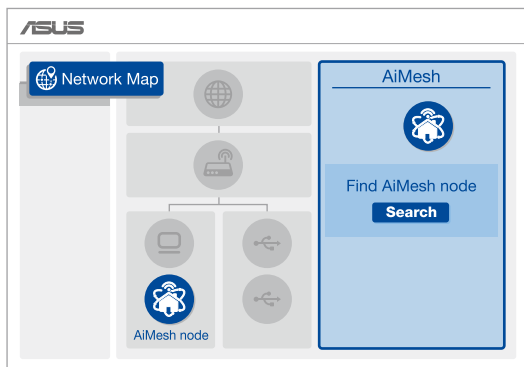 ASUS
Network Map
AiMesh
Find AiMesh node
Search
AiMesh node